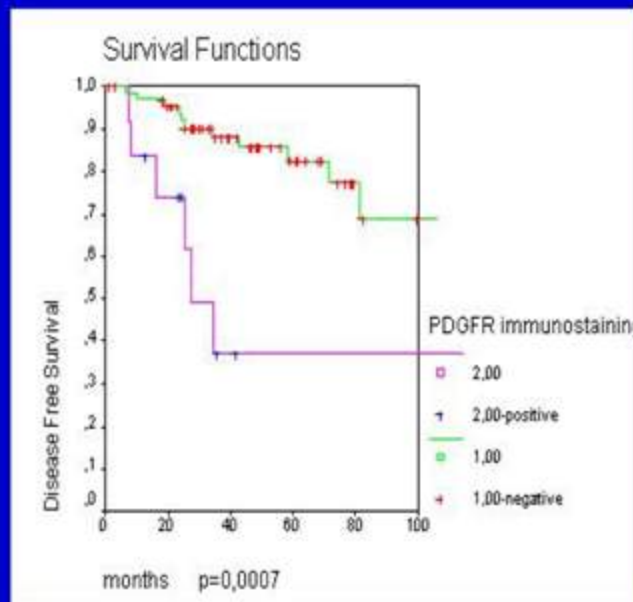 Survival Functions
1,0
,9
,8
,7
,6
,5
,4
,3
,2
,1
,0
Disease Free Survival
0 20 40 60 80 100
months p=0,0007
PDGFR immunostaining
2,00
2,00-positive
1,00
1,00-negative